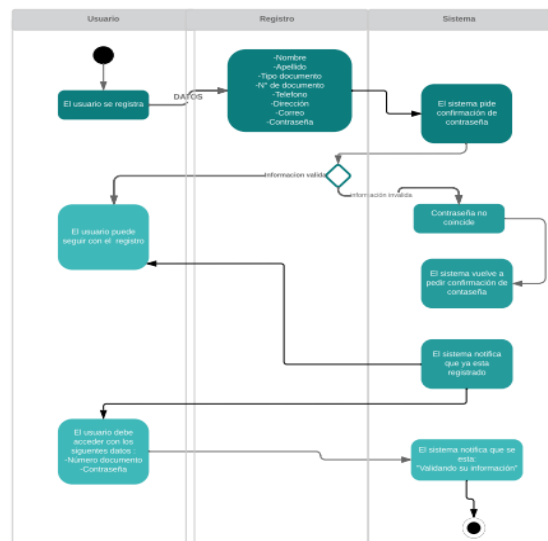 Usuario
Registro
Sistema
El usuario se registra
DATOS
-Nombre
-Apellido
-Tipo documento
-N° de documento
-Telefono
-Dirección
-Correo
-Contraseña
El sistema pide
confirmación de
contraseña
Informacion valida
Información invalida
El usuario puede
seguir con el registro
Contraseña no
coincide
El sistema vuelve a
pedir confirmación de
contaseña
El sistema notifica
que ya esta
registrado
El usuario debe
acceder con los
siguentes datos :
-Número documento
-Contraseña
El sistema notifica que se
esta:
"Validando su información"